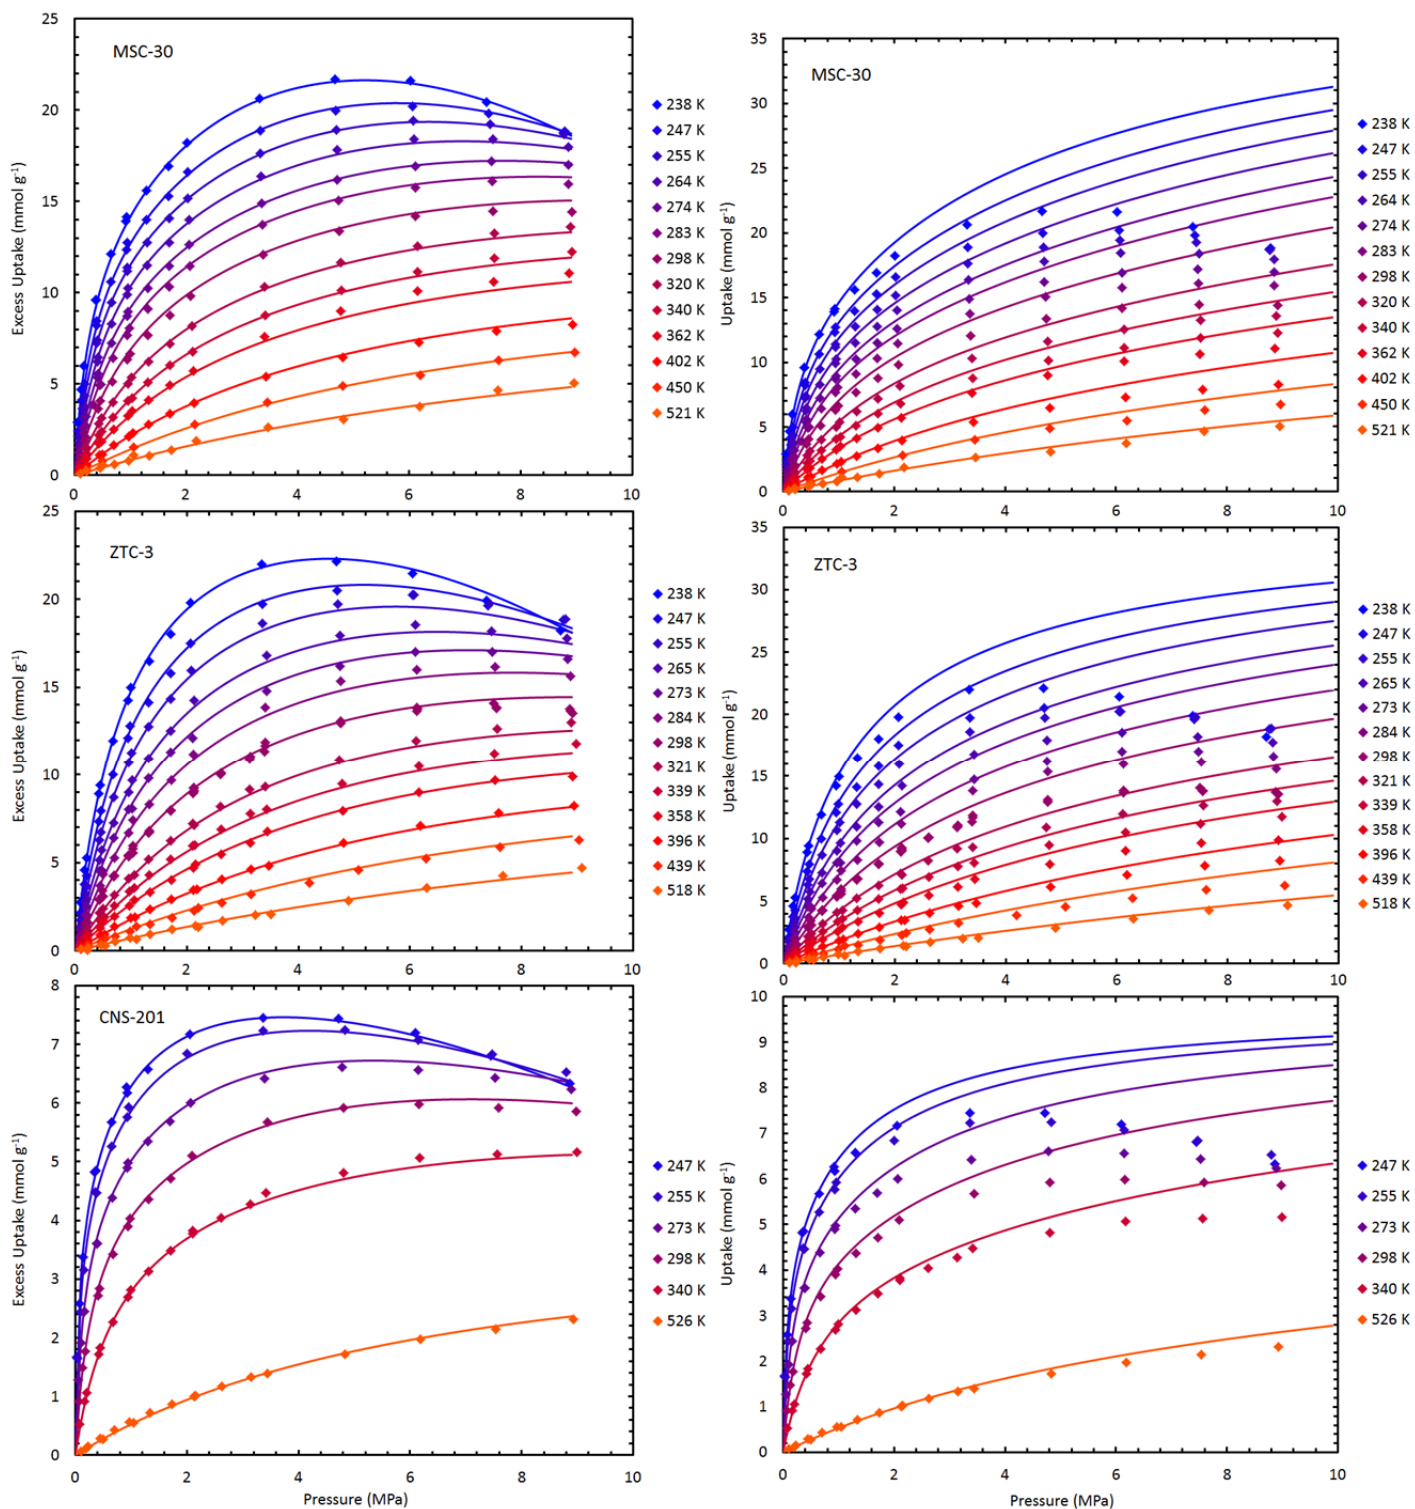 25
20
15
10
5
0
Excess Uptake (mmol g⁻¹)
MSC-30
238 K
247 K
255 K
264 K
274 K
283 K
298 K
320 K
340 K
362 K
402 K
450 K
521 K
0 2 4 6 8 10
35
30
25
20
15
10
5
0
Uptake (mmol g⁻¹)
MSC-30
238 K
247 K
255 K
264 K
274 K
283 K
298 K
320 K
340 K
362 K
402 K
450 K
521 K
0 2 4 6 8 10
25
20
15
10
5
0
Excess Uptake (mmol g⁻¹)
ZTC-3
238 K
247 K
255 K
265 K
273 K
284 K
298 K
321 K
339 K
358 K
396 K
439 K
518 K
0 2 4 6 8 10
35
30
25
20
15
10
5
0
Uptake (mmol g⁻¹)
ZTC-3
238 K
247 K
255 K
265 K
273 K
284 K
298 K
321 K
339 K
358 K
396 K
439 K
518 K
0 2 4 6 8 10
8
7
6
5
4
3
2
1
0
Excess Uptake (mmol g⁻¹)
CNS-201
247 K
255 K
273 K
298 K
340 K
526 K
0 2 4 6 8 10
Pressure (MPa)
10
9
8
7
6
5
4
3
2
1
0
Uptake (mmol g⁻¹)
247 K
255 K
273 K
298 K
340 K
526 K
0 2 4 6 8 10
Pressure (MPa)